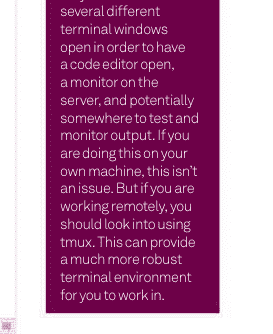 several different
terminal windows
open in order to have
a code editor open,
a monitor on the
server, and potentially
somewhere to test and
monitor output. If you
are doing this on your
own machine, this isn't
an issue. But if you are
working remotely, you
should look into using
tmux. This can provide
a much more robust
terminal environment
for you to work in.